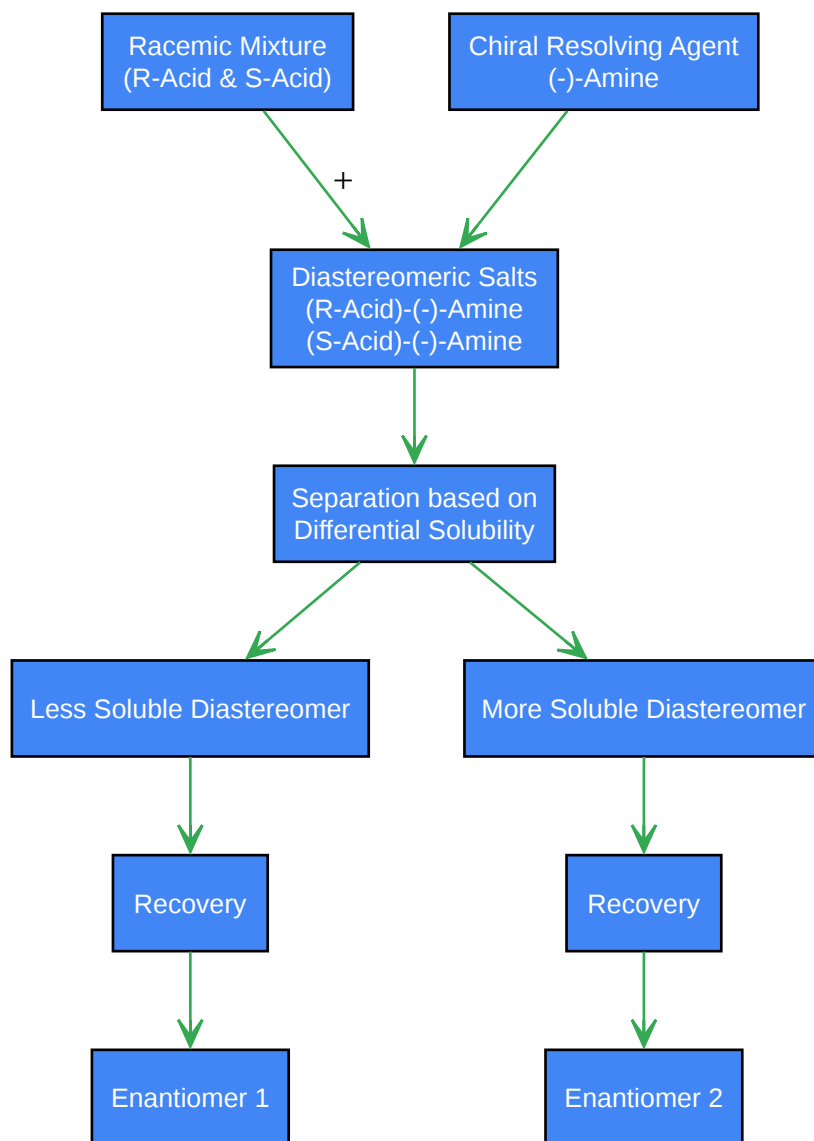 Racemic Mixture
(R-Acid & S-Acid)
Chiral Resolving Agent
(-)-Amine
+
Diastereomeric Salts
(R-Acid)-(-)-Amine
(S-Acid)-(-)-Amine
Separation based on
Differential Solubility
Less Soluble Diastereomer
More Soluble Diastereomer
Recovery
Recovery
Enantiomer 1
Enantiomer 2